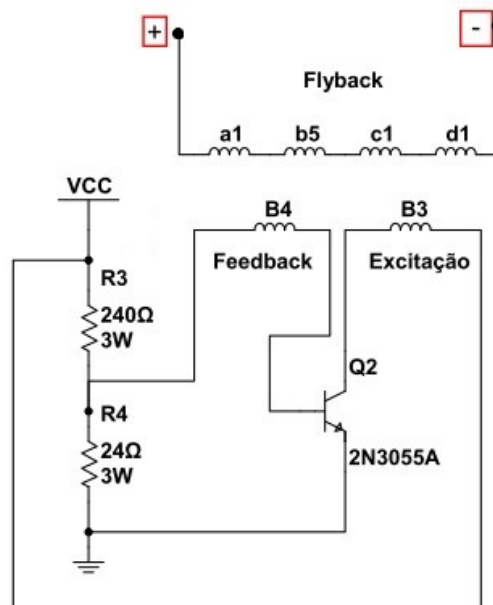 +
-
Flyback
a1 b5 c1 d1
VCC
B4 B3
Feedback Excitação
R3
240Ω
3W
Q2
R4
24Ω
3W
2N3055A